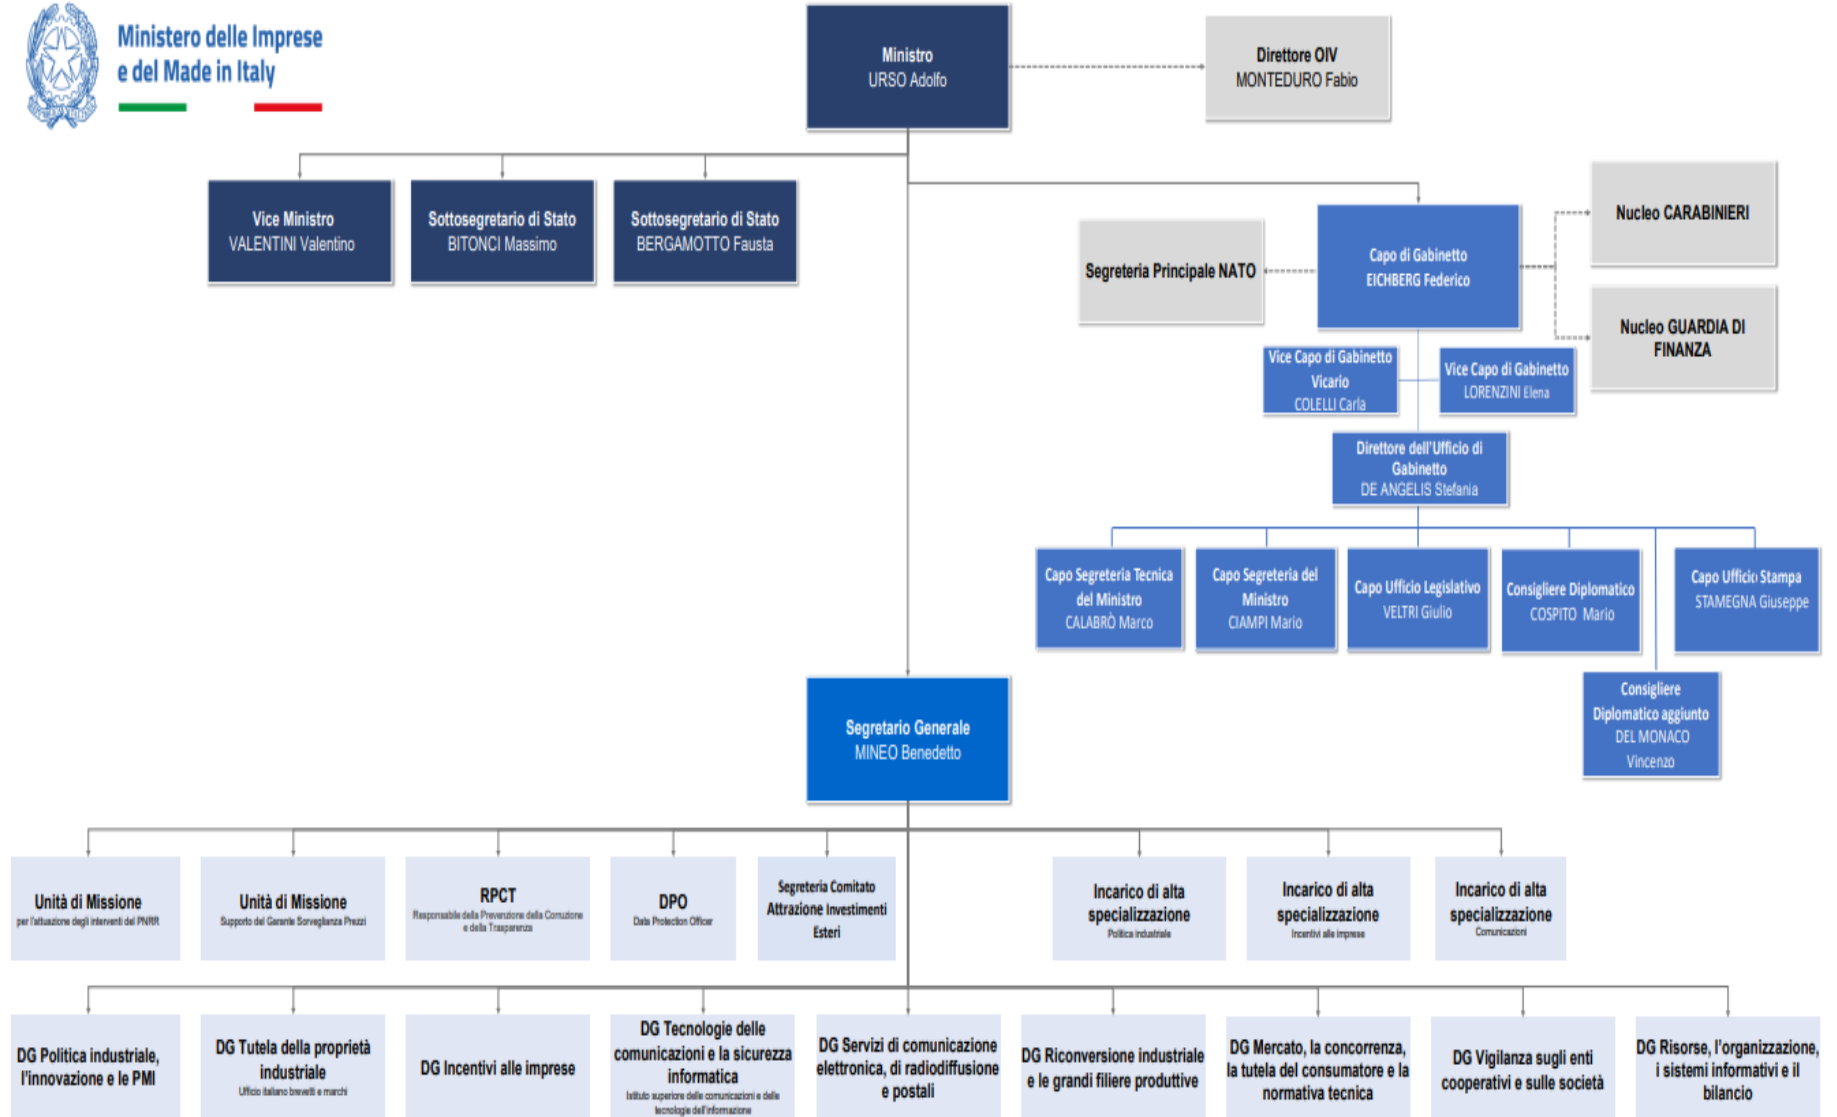 Ministero delle Imprese
e del Made in Italy
Ministro
URSO Adolfo
Direttore OIV
MONTEDURO Fabio
Vice Ministro
VALENTINI Valentino
Sottosegretario di Stato
BITONCI Massimo
Sottosegretario di Stato
BERGAMOTTO Fausta
Segreteria Principale NATO
Capo di Gabinetto
EICHBERG Federico
Nucleo CARABINIERI
Nucleo GUARDIA DI
FINANZA
Vice Capo di Gabinetto
Vicario
COLELLI Carla
Vice Capo di Gabinetto
LORENZINI Elena
Direttore dell'Ufficio di
Gabinetto
DE ANGELIS Stefania
Capo Segreteria Tecnica
del Ministro
CALABRÒ Marco
Capo Segreteria del
Ministro
CIAMPI Mario
Capo Ufficio Legislativo
VELTRI Giulio
Consigliere Diplomatico
COSPITO Mario
Capo Ufficio Stampa
STAMEGNA Giuseppe
Consigliere
Diplomatico aggiunto
DEL MONACO
Vincenzo
Segretario Generale
MINEO Benedetto
Unità di Missione
per l'attuazione degli interventi del PNRR
Unità di Missione
Supporto del Garante Sorveglianza Prezzi
RPCT
Responsabile della Prevenzione della Corruzione
e della Trasparenza
DPO
Data Protection Officer
Segreteria Comitato
Attrazione Investimenti
Esteri
Incarico di alta
specializzazione
Politica industriale
Incarico di alta
specializzazione
Incentivi alle imprese
Incarico di alta
specializzazione
Comunicazioni
DG Politica industriale,
l'innovazione e le PMI
DG Tutela della proprietà
industriale
Ufficio italiano brevetti e marchi
DG Incentivi alle imprese
DG Tecnologie delle
comunicazioni e la sicurezza
informatica
Istituto superiore delle comunicazioni e delle
tecnologie dell'informazione
DG Servizi di comunicazione
elettronica, di radiodiffusione
e postali
DG Riconversione industriale
e le grandi filiere produttive
DG Mercato, la concorrenza,
la tutela del consumatore e la
normativa tecnica
DG Vigilanza sugli enti
cooperativi e sulle società
DG Risorse, l'organizzazione,
i sistemi informativi e il
bilancio